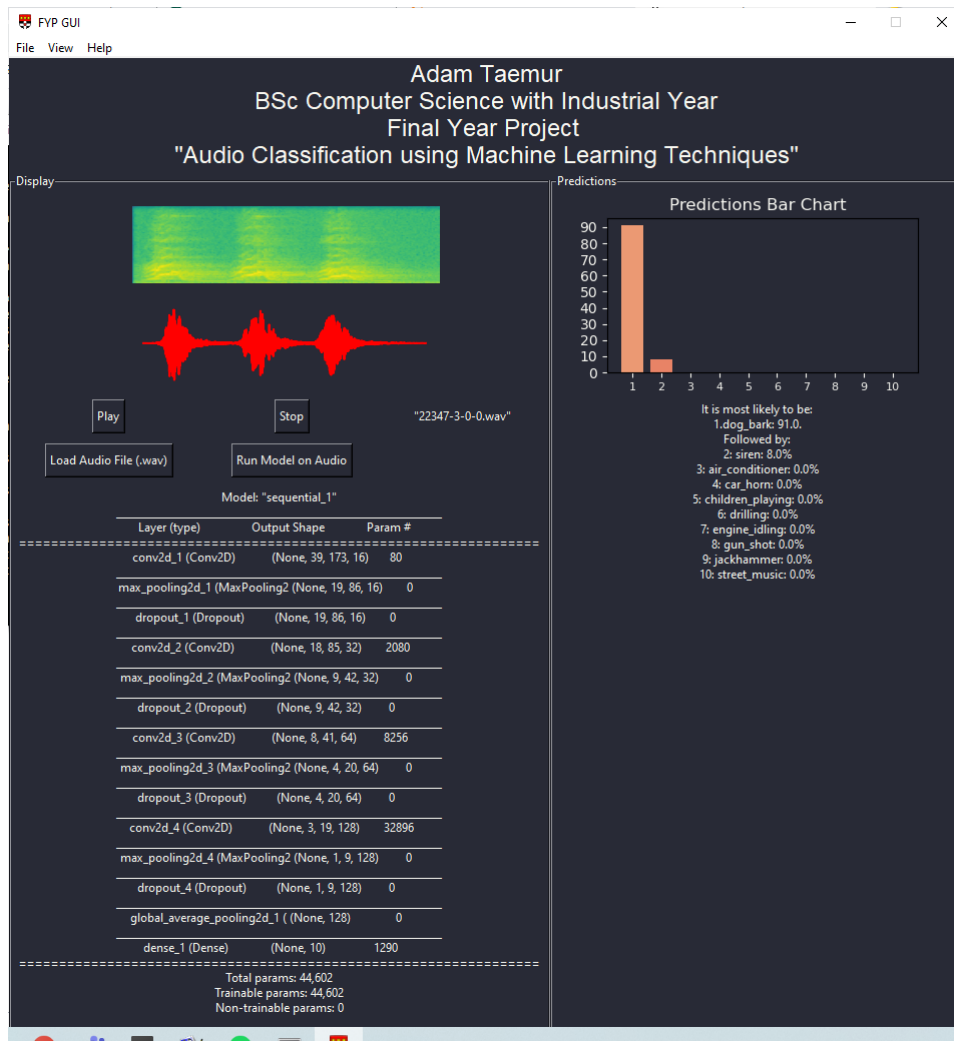 FYP GUI
File View Help
Adam Taemur
BSc Computer Science with Industrial Year
Final Year Project
"Audio Classification using Machine Learning Techniques"
Display
Play
Stop
"22347-3-0-0.wav"
Load Audio File (.wav)
Run Model on Audio
Model: "sequential_1"
Layer (type) Output Shape Param #
conv2d_1 (Conv2D) (None, 39, 173, 16) 80
max_pooling2d_1 (MaxPooling2 (None, 19, 86, 16) 0
dropout_1 (Dropout) (None, 19, 86, 16) 0
conv2d_2 (Conv2D) (None, 18, 85, 32) 2080
max_pooling2d_2 (MaxPooling2 (None, 9, 42, 32) 0
dropout_2 (Dropout) (None, 9, 42, 32) 0
conv2d_3 (Conv2D) (None, 8, 41, 64) 8256
max_pooling2d_3 (MaxPooling2 (None, 4, 20, 64) 0
dropout_3 (Dropout) (None, 4, 20, 64) 0
conv2d_4 (Conv2D) (None, 3, 19, 128) 32896
max_pooling2d_4 (MaxPooling2 (None, 1, 9, 128) 0
dropout_4 (Dropout) (None, 1, 9, 128) 0
global_average_pooling2d_1 ( (None, 128) 0
dense_1 (Dense) (None, 10) 1290
Total params: 44,602
Trainable params: 44,602
Non-trainable params: 0
Predictions
Predictions Bar Chart
90
80
70
60
50
40
30
20
10
0
1 2 3 4 5 6 7 8 9 10
It is most likely to be:
1.dog_bark: 91.0.
Followed by:
2: siren: 8.0%
3: air_conditioner: 0.0%
4: car_horn: 0.0%
5: children_playing: 0.0%
6: drilling: 0.0%
7: engine_idling: 0.0%
8: gun_shot: 0.0%
9: jackhammer: 0.0%
10: street_music: 0.0%